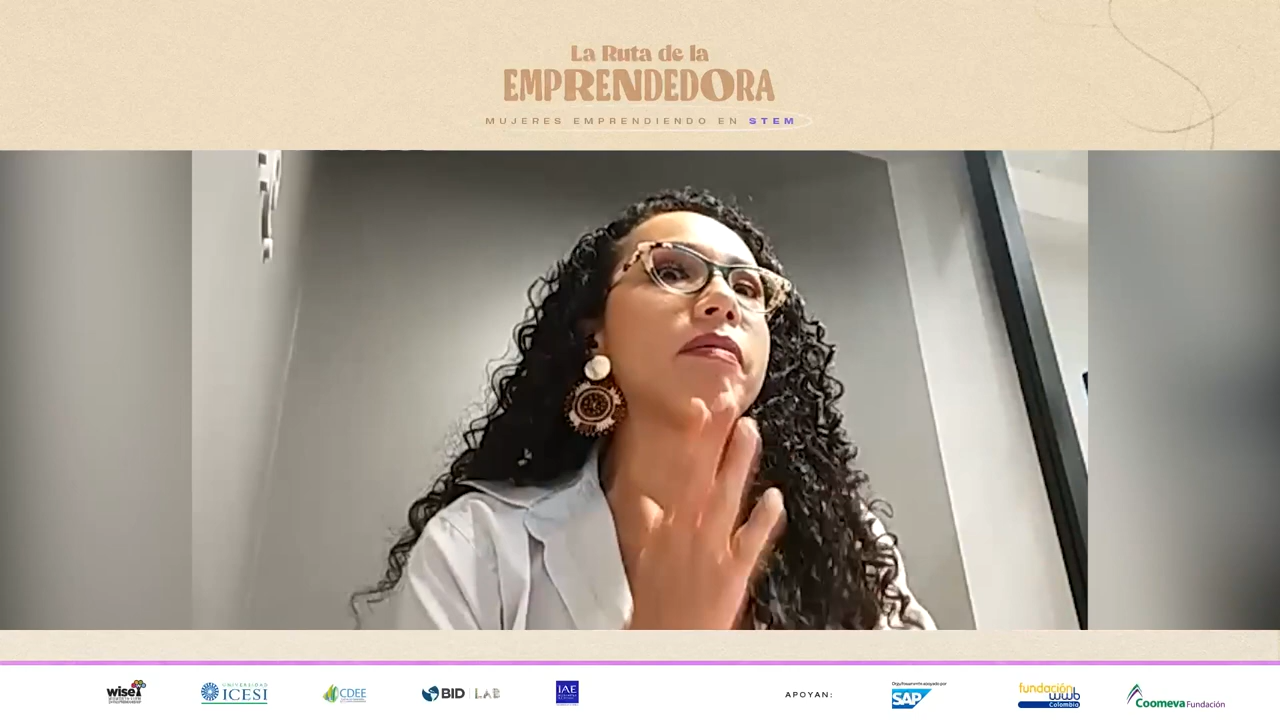 La Ruta de la
EMPRENDEDORA
MUJERES EMPRENDIENDO EN STEM
wise
UNIVERSIDAD
ICESI
CDEE
BID LAB
IAE
APOYAN:
SAP
fundación
wwb
Colombia
Coomeva Fundación